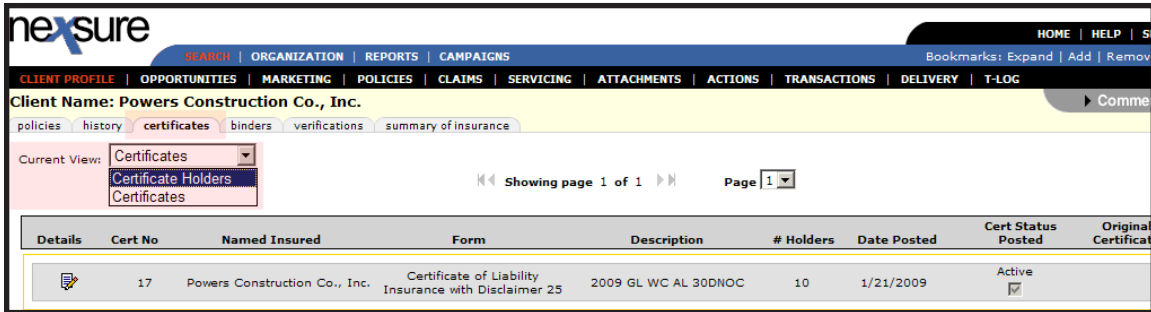 nexsure
HOME | HELP |
SEARCH | ORGANIZATION | REPORTS | CAMPAIGNS
Bookmarks: Expand | Add | Remov
CLIENT PROFILE | OPPORTUNITIES | MARKETING | POLICIES | CLAIMS | SERVICING | ATTACHMENTS | ACTIONS | TRANSACTIONS | DELIVERY | T-LOG
Client Name: Powers Construction Co., Inc.
Comme
policies history certificates binders verifications summary of insurance
Current View: Certificates
Certificate Holders
Certificates
Showing page 1 of 1 Page 1
Details Cert No Named Insured Form Description # Holders Date Posted Cert Status Posted Original Certificat
17 Powers Construction Co., Inc. Certificate of Liability Insurance with Disclaimer 25 2009 GL WC AL 30DNOC 10 1/21/2009 Active